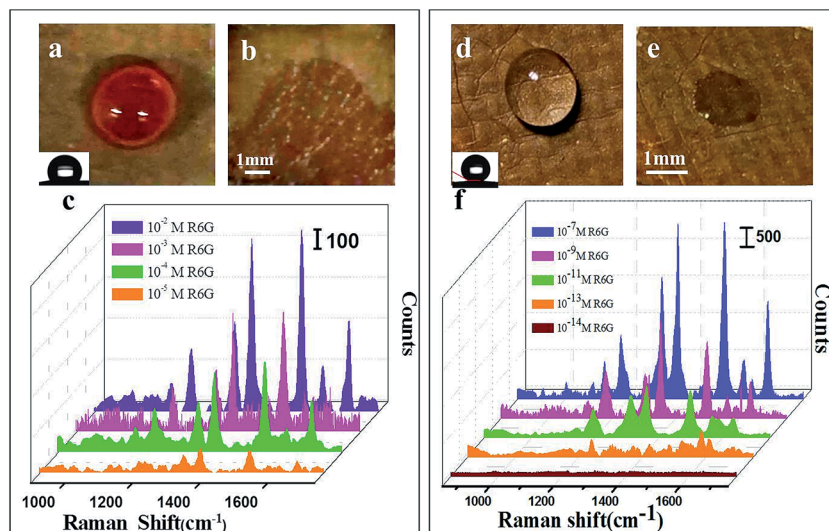 a
b
1mm
c
10-2 M R6G
10-3 M R6G
10-4 M R6G
10-5 M R6G
100
Counts
1000 1200 1400 1600
Raman Shift(cm-1)
d
e
1mm
f
10-7 M R6G
10-9 M R6G
10-11 M R6G
10-13 M R6G
10-14 M R6G
500
Counts
1000 1200 1400 1600
Raman shift(cm-1)